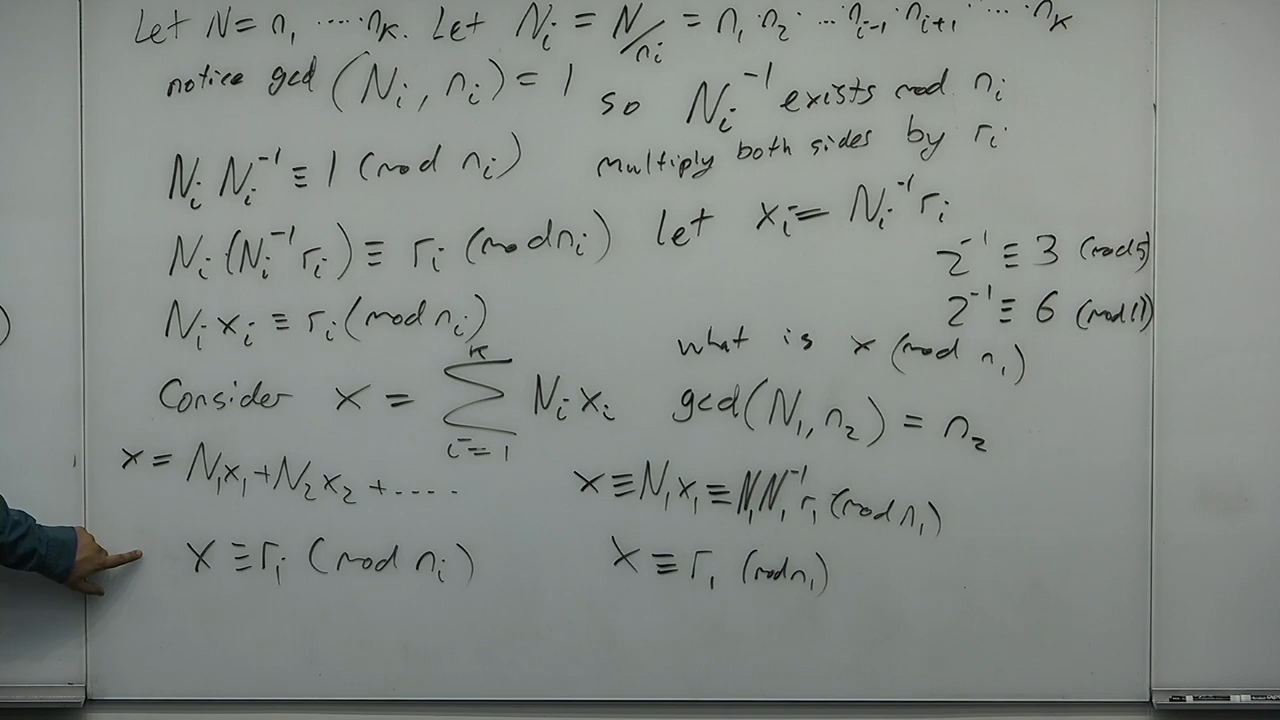 Let N = n₁ ····· nₖ. Let Nᵢ = N/nᵢ = n₁·n₂· ... nᵢ₋₁·nᵢ₊₁· ····· nₖ
notice gcd (Nᵢ, nᵢ) = 1 so Nᵢ⁻¹ exists mod nᵢ
Nᵢ Nᵢ⁻¹ ≡ 1 (mod nᵢ) multiply both sides by rᵢ
Nᵢ (Nᵢ⁻¹ rᵢ) ≡ rᵢ (mod nᵢ) let xᵢ = Nᵢ⁻¹ rᵢ
2⁻¹ ≡ 3 (mod 5)
2⁻¹ ≡ 6 (mod 11)
Nᵢ xᵢ ≡ rᵢ (mod nᵢ)
what is x (mod n₁)
Consider x = ∑ᵢ₌₁ᵏ Nᵢ xᵢ gcd(N₁, n₂) = n₂
x = N₁x₁ + N₂x₂ + ..... x ≡ N₁x₁ ≡ N₁N₁⁻¹r₁ (mod n₁)
x ≡ rᵢ (mod nᵢ) x ≡ r₁ (mod n₁)